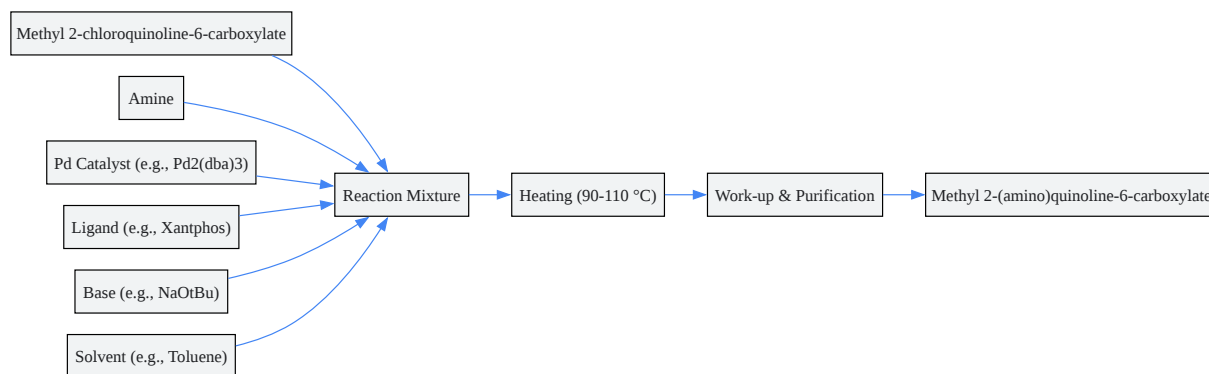 Methyl 2-chloroquinoline-6-carboxylate
Amine
Pd Catalyst (e.g., Pd2(dba)3)
Ligand (e.g., Xantphos)
Base (e.g., NaOtBu)
Solvent (e.g., Toluene)
Reaction Mixture
Heating (90-110 °C)
Work-up & Purification
Methyl 2-(amino)quinoline-6-carboxylate